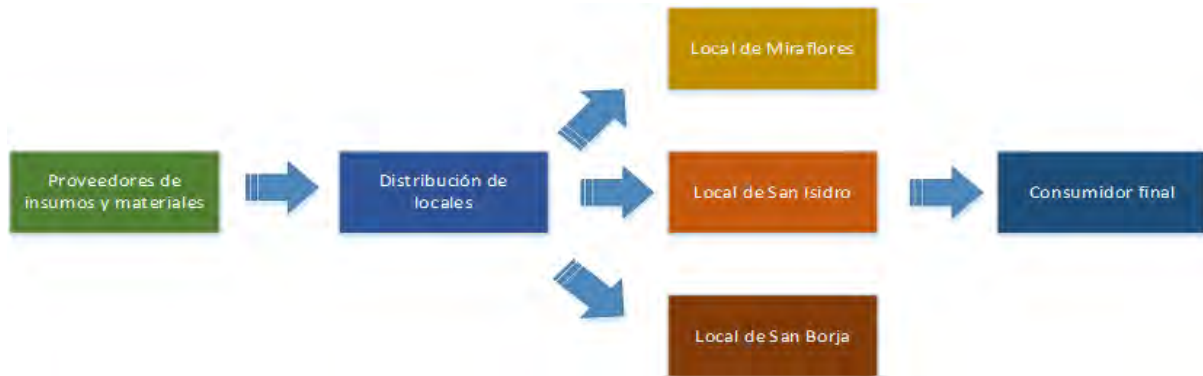 Local de Miraflores
Proveedores de
insumos y materiales
Distribución de
locales
Local de San Isidro
Consumidor final
Local de San Borja